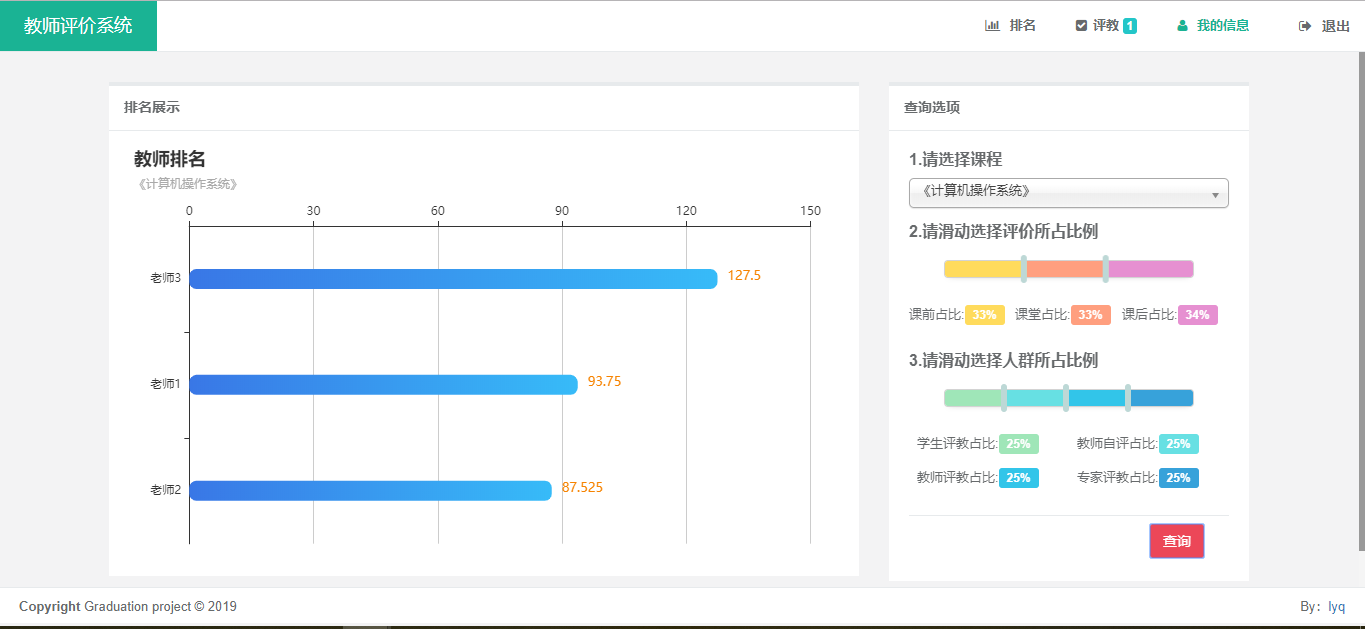 教师评价系统
排名
评教 1
我的信息
退出
排名展示
教师排名
《计算机操作系统》
0 30 60 90 120 150
老师3 127.5
老师1 93.75
老师2 87.525
查询选项
1.请选择课程
《计算机操作系统》
2.请滑动选择评价所占比例
课前占比: 33% 课堂占比: 33% 课后占比: 34%
3.请滑动选择人群所占比例
学生评教占比: 25% 教师自评占比: 25%
教师评教占比: 25% 专家评教占比: 25%
查询
Copyright Graduation project © 2019
By：lyq